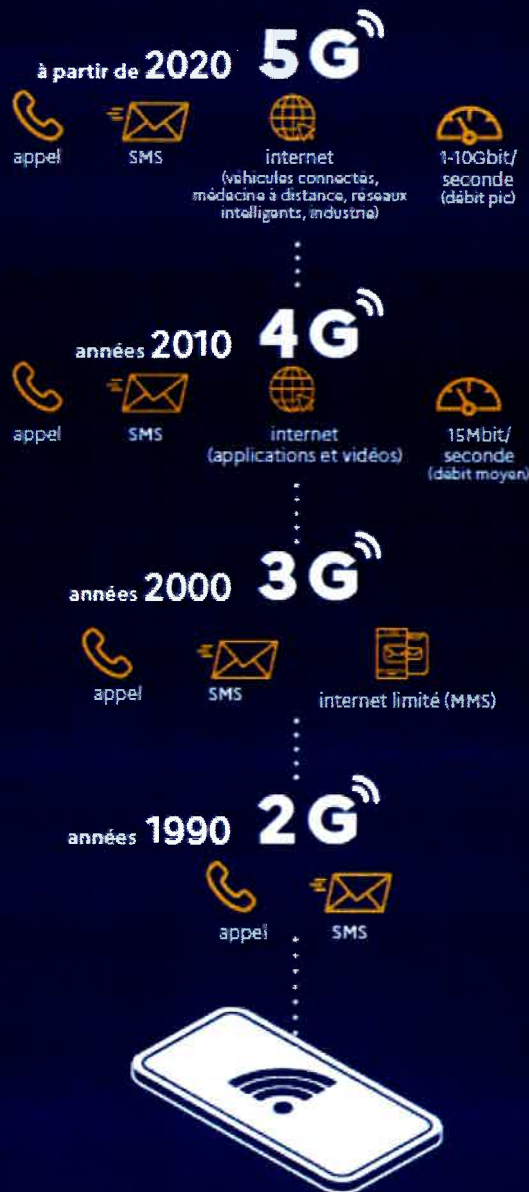 à partir de 2020 5G
appel
SMS
internet
(véhicules connectés,
médecine à distance, réseaux
intelligents, industrie)
1-10Gbit/
seconde
(débit pic)
années 2010 4G
appel
SMS
internet
(applications et vidéos)
15Mbit/
seconde
(débit moyen)
années 2000 3G
appel
SMS
internet limité (MMS)
années 1990 2G
appel
SMS